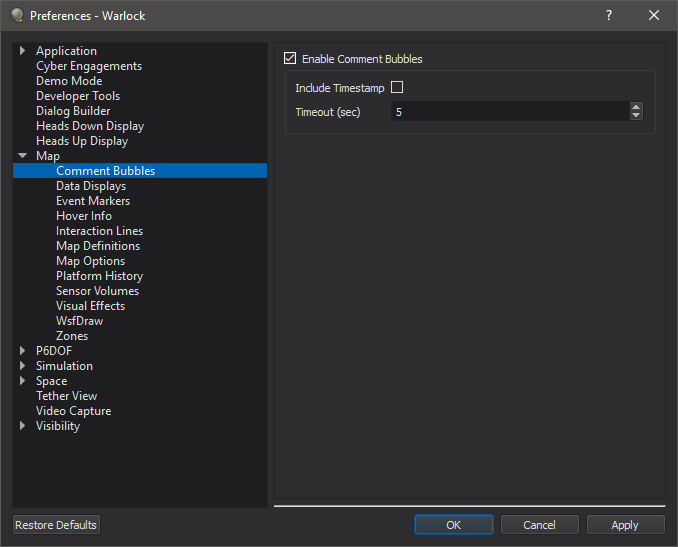 Preferences - Warlock
?
Application
Cyber Engagements
Demo Mode
Developer Tools
Dialog Builder
Heads Down Display
Heads Up Display
Map
Comment Bubbles
Data Displays
Event Markers
Hover Info
Interaction Lines
Map Definitions
Map Options
Platform History
Sensor Volumes
Visual Effects
WsfDraw
Zones
P6DOF
Simulation
Space
Tether View
Video Capture
Visibility
Enable Comment Bubbles
Include Timestamp
Timeout (sec) 5
Restore Defaults
OK
Cancel
Apply